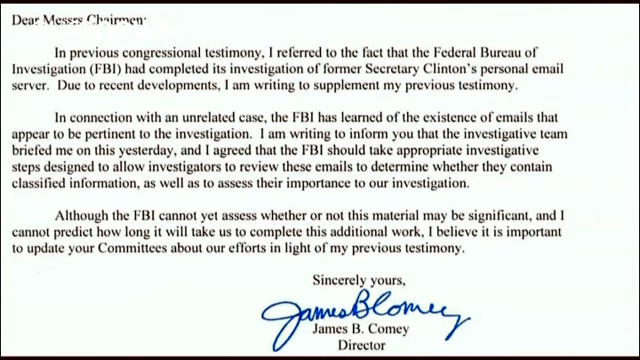 Dear Messrs Chairmen:
In previous congressional testimony, I referred to the fact that the Federal Bureau of
Investigation (FBI) had completed its investigation of former Secretary Clinton's personal email
server. Due to recent developments, I am writing to supplement my previous testimony.
In connection with an unrelated case, the FBI has learned of the existence of emails that
appear to be pertinent to the investigation. I am writing to inform you that the investigative team
briefed me on this yesterday, and I agreed that the FBI should take appropriate investigative
steps designed to allow investigators to review these emails to determine whether they contain
classified information, as well as to assess their importance to our investigation.
Although the FBI cannot yet assess whether or not this material may be significant, and I
cannot predict how long it will take us to complete this additional work, I believe it is important
to update your Committees about our efforts in light of my previous testimony.
Sincerely yours,
James B Comey
James B. Comey
Director